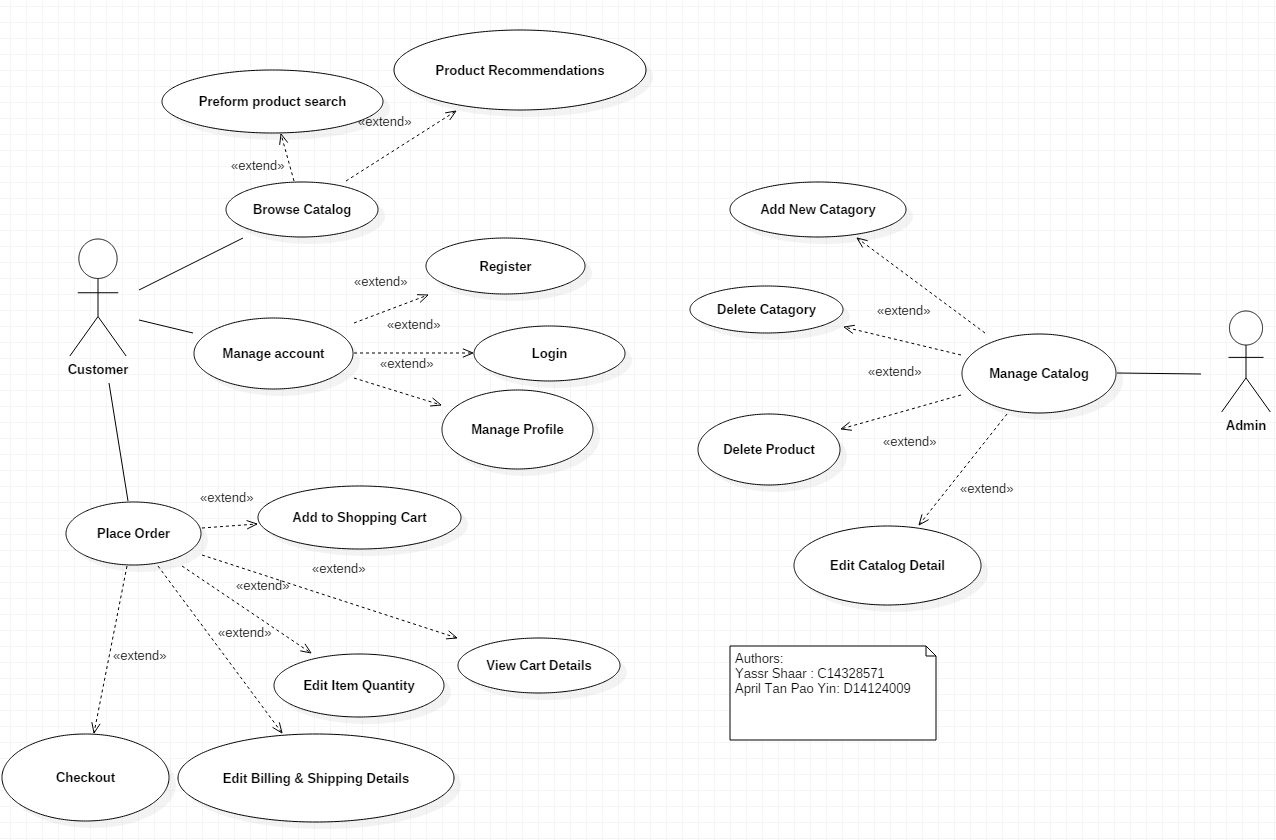 Product Recommendations
Preform product search
«extend»
«extend»
Browse Catalog
Add New Catagory
Register
«extend»
Delete Catagory
«extend»
«extend»
Manage account
Login
«extend»
Customer
«extend»
Manage Catalog
Manage Profile
Delete Product
«extend»
Admin
«extend»
«extend»
Add to Shopping Cart
Place Order
«extend»
«extend»
Edit Catalog Detail
«extend»
«extend»
View Cart Details
Edit Item Quantity
Authors:
Yassr Shaar : C14328571
April Tan Pao Yin: D14124009
Checkout
Edit Billing & Shipping Details